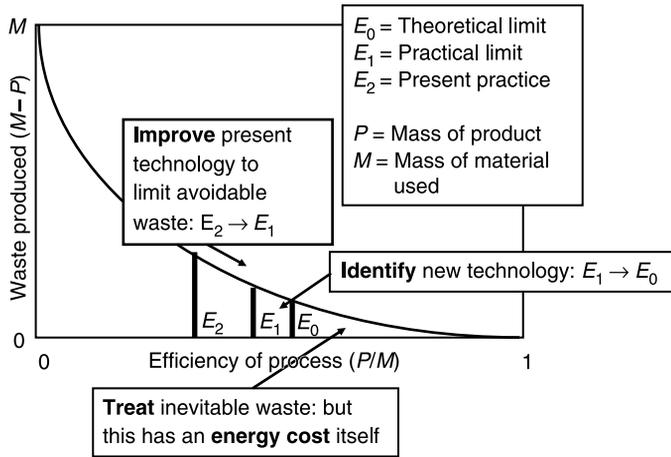 M
E0 = Theoretical limit
E1 = Practical limit
E2 = Present practice
P = Mass of product
M = Mass of material
used
Waste produced (M – P)
Improve present
technology to
limit avoidable
waste: E2 → E1
Identify new technology: E1 → E0
E2
E1
E0
0
0
Efficiency of process (P/M)
1
Treat inevitable waste: but
this has an energy cost itself